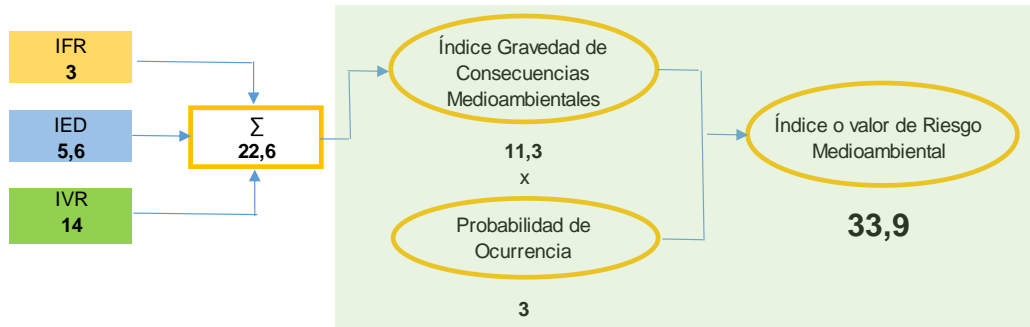 IFR
3
IED
5,6
IVR
14
∑
22,6
Índice Gravedad de
Consecuencias
Medioambientales
11,3
x
Probabilidad de
Ocurrencia
3
Índice o valor de Riesgo
Medioambiental
33,9